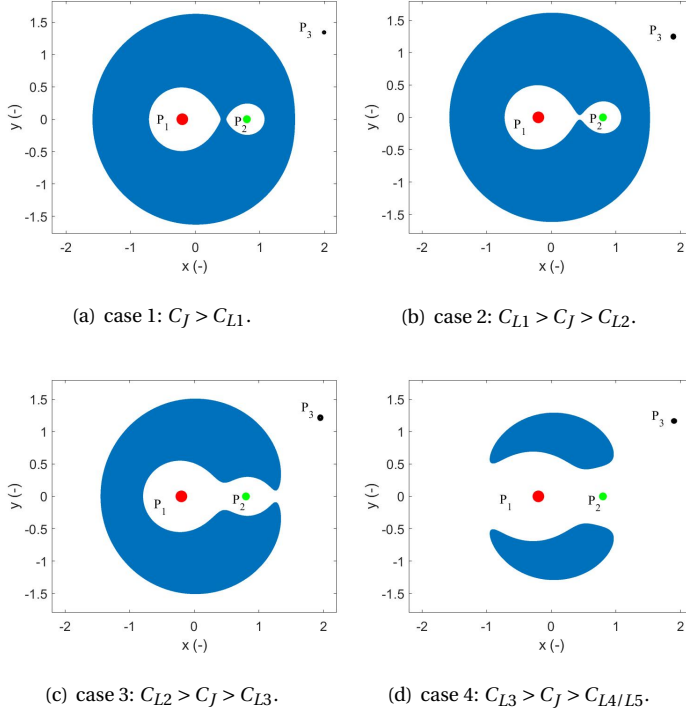 P3
P1
P2
y (-)
1.5
1
0.5
0
-0.5
-1
-1.5
-2
-1
0
1
2
x (-)
(a) case 1: CJ > CL1.
P3
P1
P2
y (-)
1.5
1
0.5
0
-0.5
-1
-1.5
-2
-1
0
1
2
x (-)
(b) case 2: CL1 > CJ > CL2.
P3
P1
P2
y (-)
1.5
1
0.5
0
-0.5
-1
-1.5
-2
-1
0
1
2
x (-)
(c) case 3: CL2 > CJ > CL3.
P3
P1
P2
y (-)
1.5
1
0.5
0
-0.5
-1
-1.5
-2
-1
0
1
2
x (-)
(d) case 4: CL3 > CJ > CL4/L5.